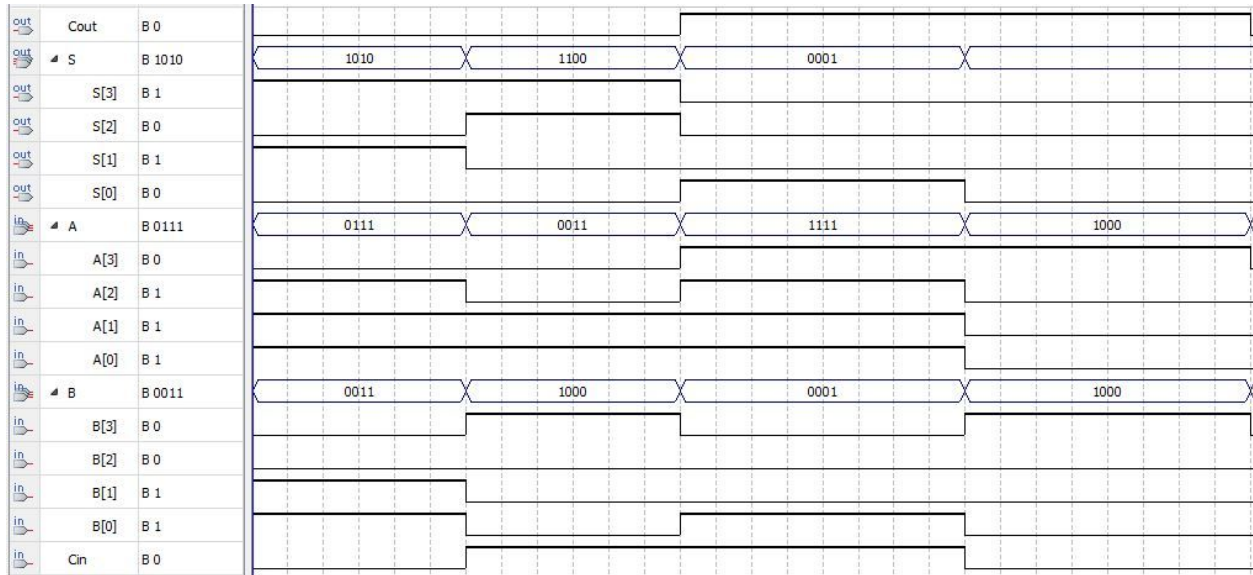 out Cout B 0
out S B 1010 1010 1100 0001
out S[3] B 1
out S[2] B 0
out S[1] B 1
out S[0] B 0
in A B 0111 0111 0011 1111 1000
in A[3] B 0
in A[2] B 1
in A[1] B 1
in A[0] B 1
in B B 0011 0011 1000 0001 1000
in B[3] B 0
in B[2] B 0
in B[1] B 1
in B[0] B 1
in Cin B 0